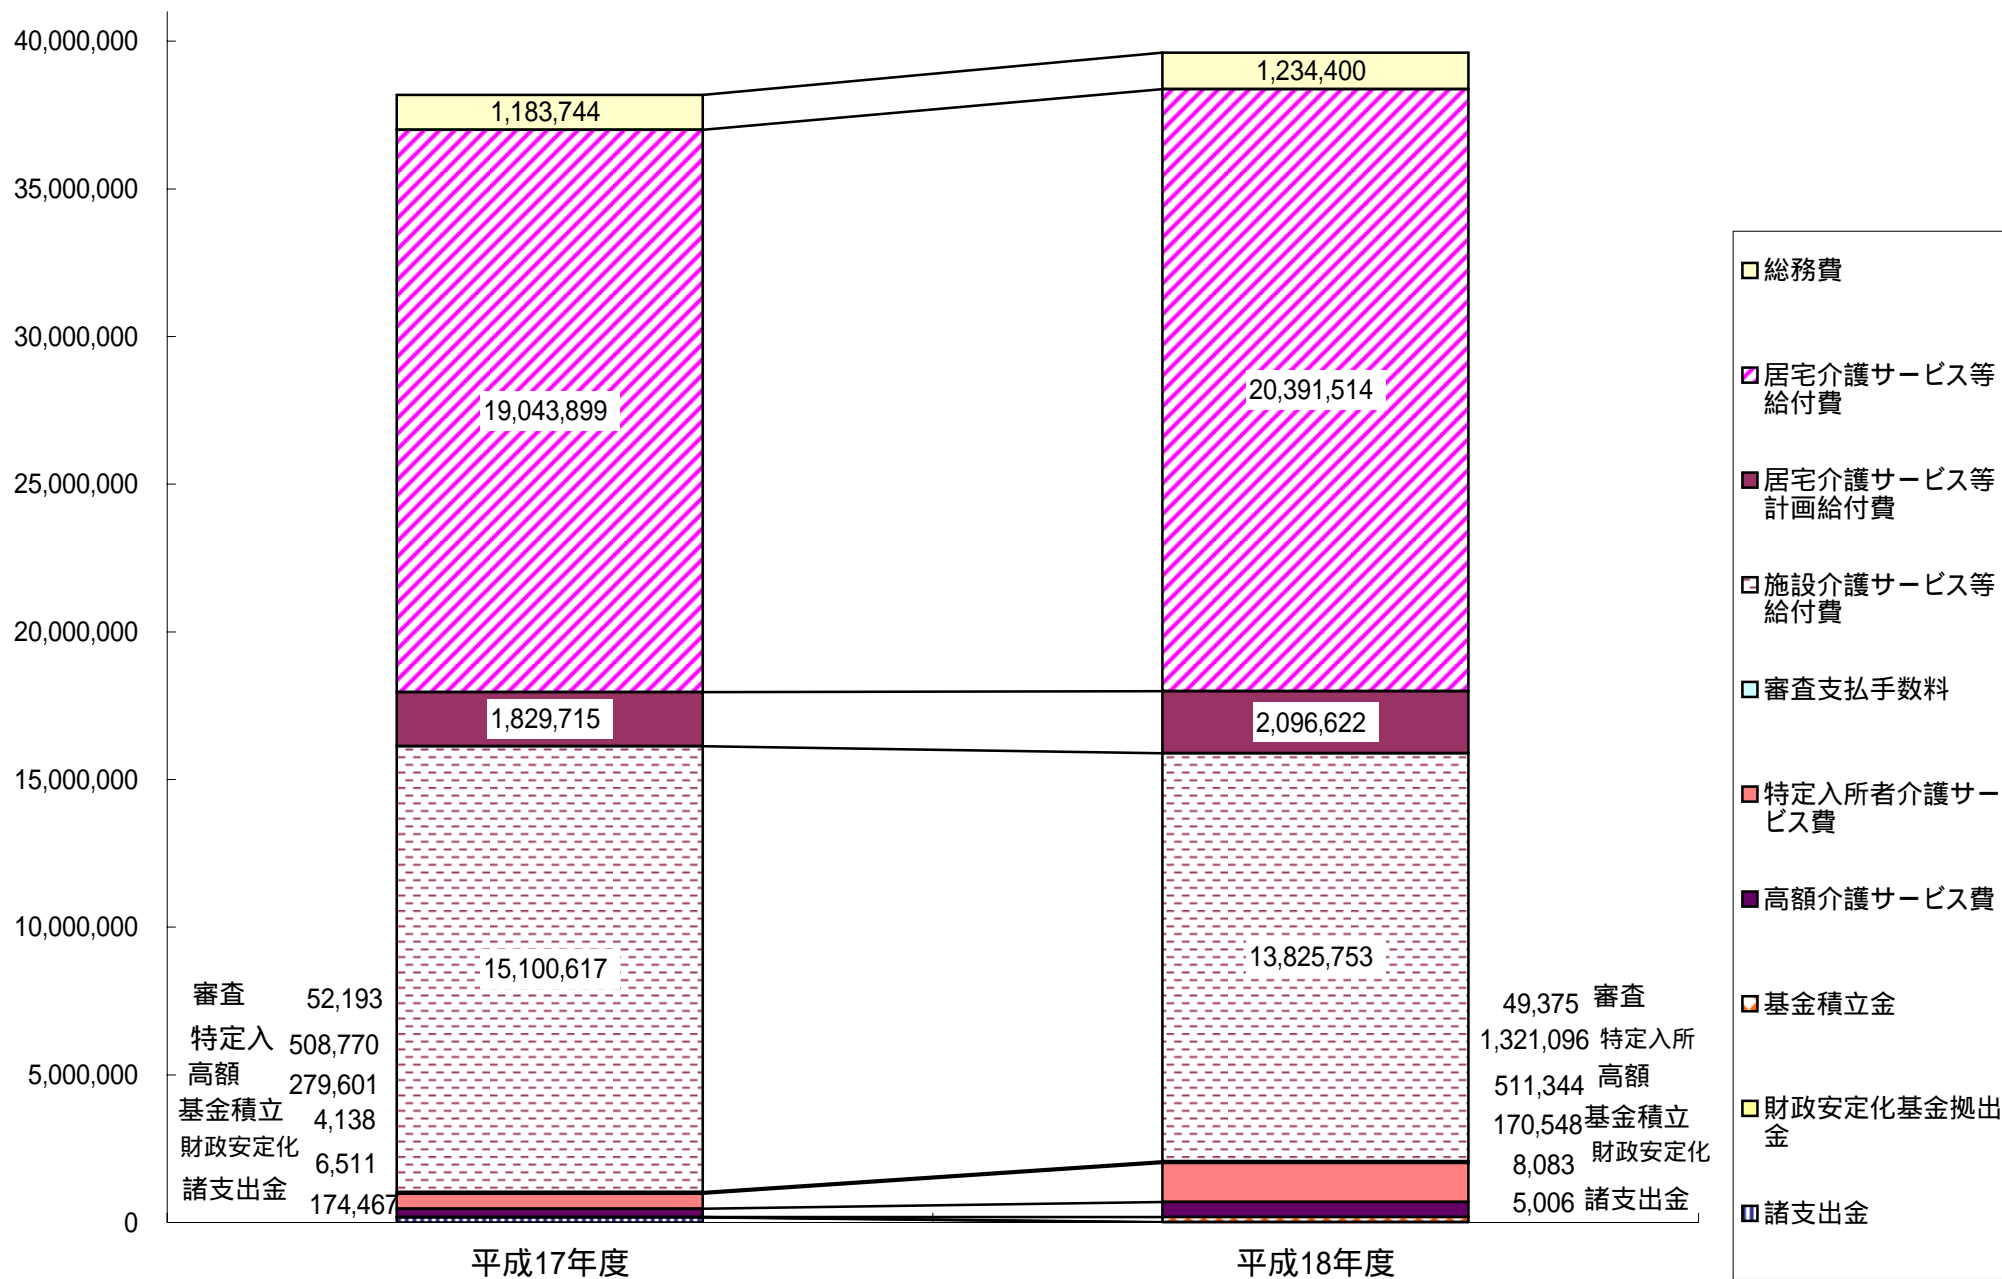 40,000,000
35,000,000
30,000,000
25,000,000
20,000,000
15,000,000
10,000,000
5,000,000
0
1,183,744
19,043,899
1,829,715
15,100,617
審査 52,193
特定入 508,770
高額 279,601
基金積立 4,138
財政安定化 6,511
諸支出金 174,467
平成17年度
1,234,400
20,391,514
2,096,622
13,825,753
49,375 審査
1,321,096 特定入所
511,344 高額
170,548 基金積立
8,083 財政安定化
5,006 諸支出金
平成18年度
総務費
居宅介護サービス等
給付費
居宅介護サービス等
計画給付費
施設介護サービス等
給付費
審査支払手数料
特定入所者介護サー
ビス費
高額介護サービス費
基金積立金
財政安定化基金拠出
金
諸支出金